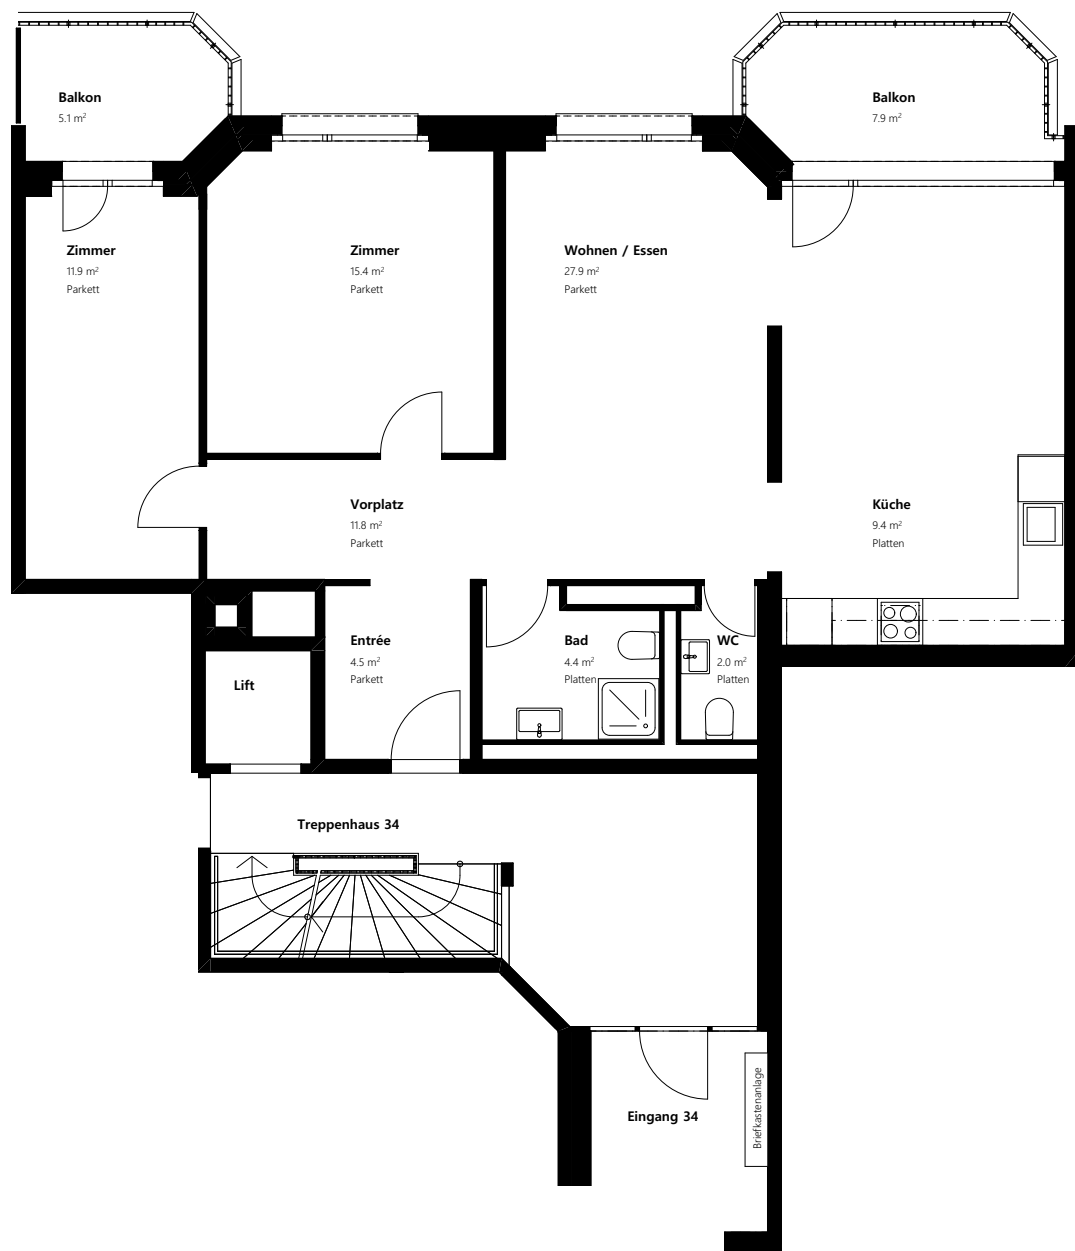 Balkon
5.1 m²
Balkon
7.9 m²
Zimmer
11.9 m²
Parkett
Zimmer
15.4 m²
Parkett
Wohnen / Essen
27.9 m²
Parkett
Vorplatz
11.8 m²
Parkett
Küche
9.4 m²
Platten
Entrée
4.5 m²
Parkett
Bad
4.4 m²
Platten
WC
2.0 m²
Platten
Lift
Treppenhaus 34
Eingang 34
Briefkastenanlage